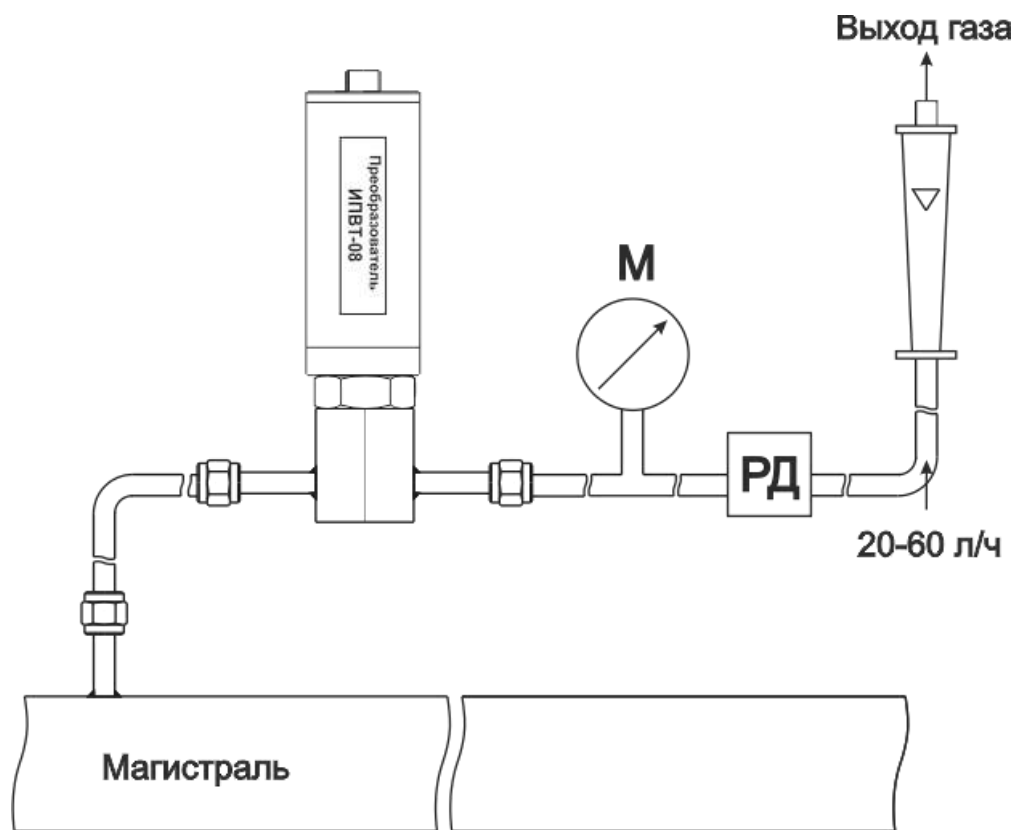 Выход газа
Преобразователь
ИПВТ-08
М
РД
20-60 л/ч
Магистраль